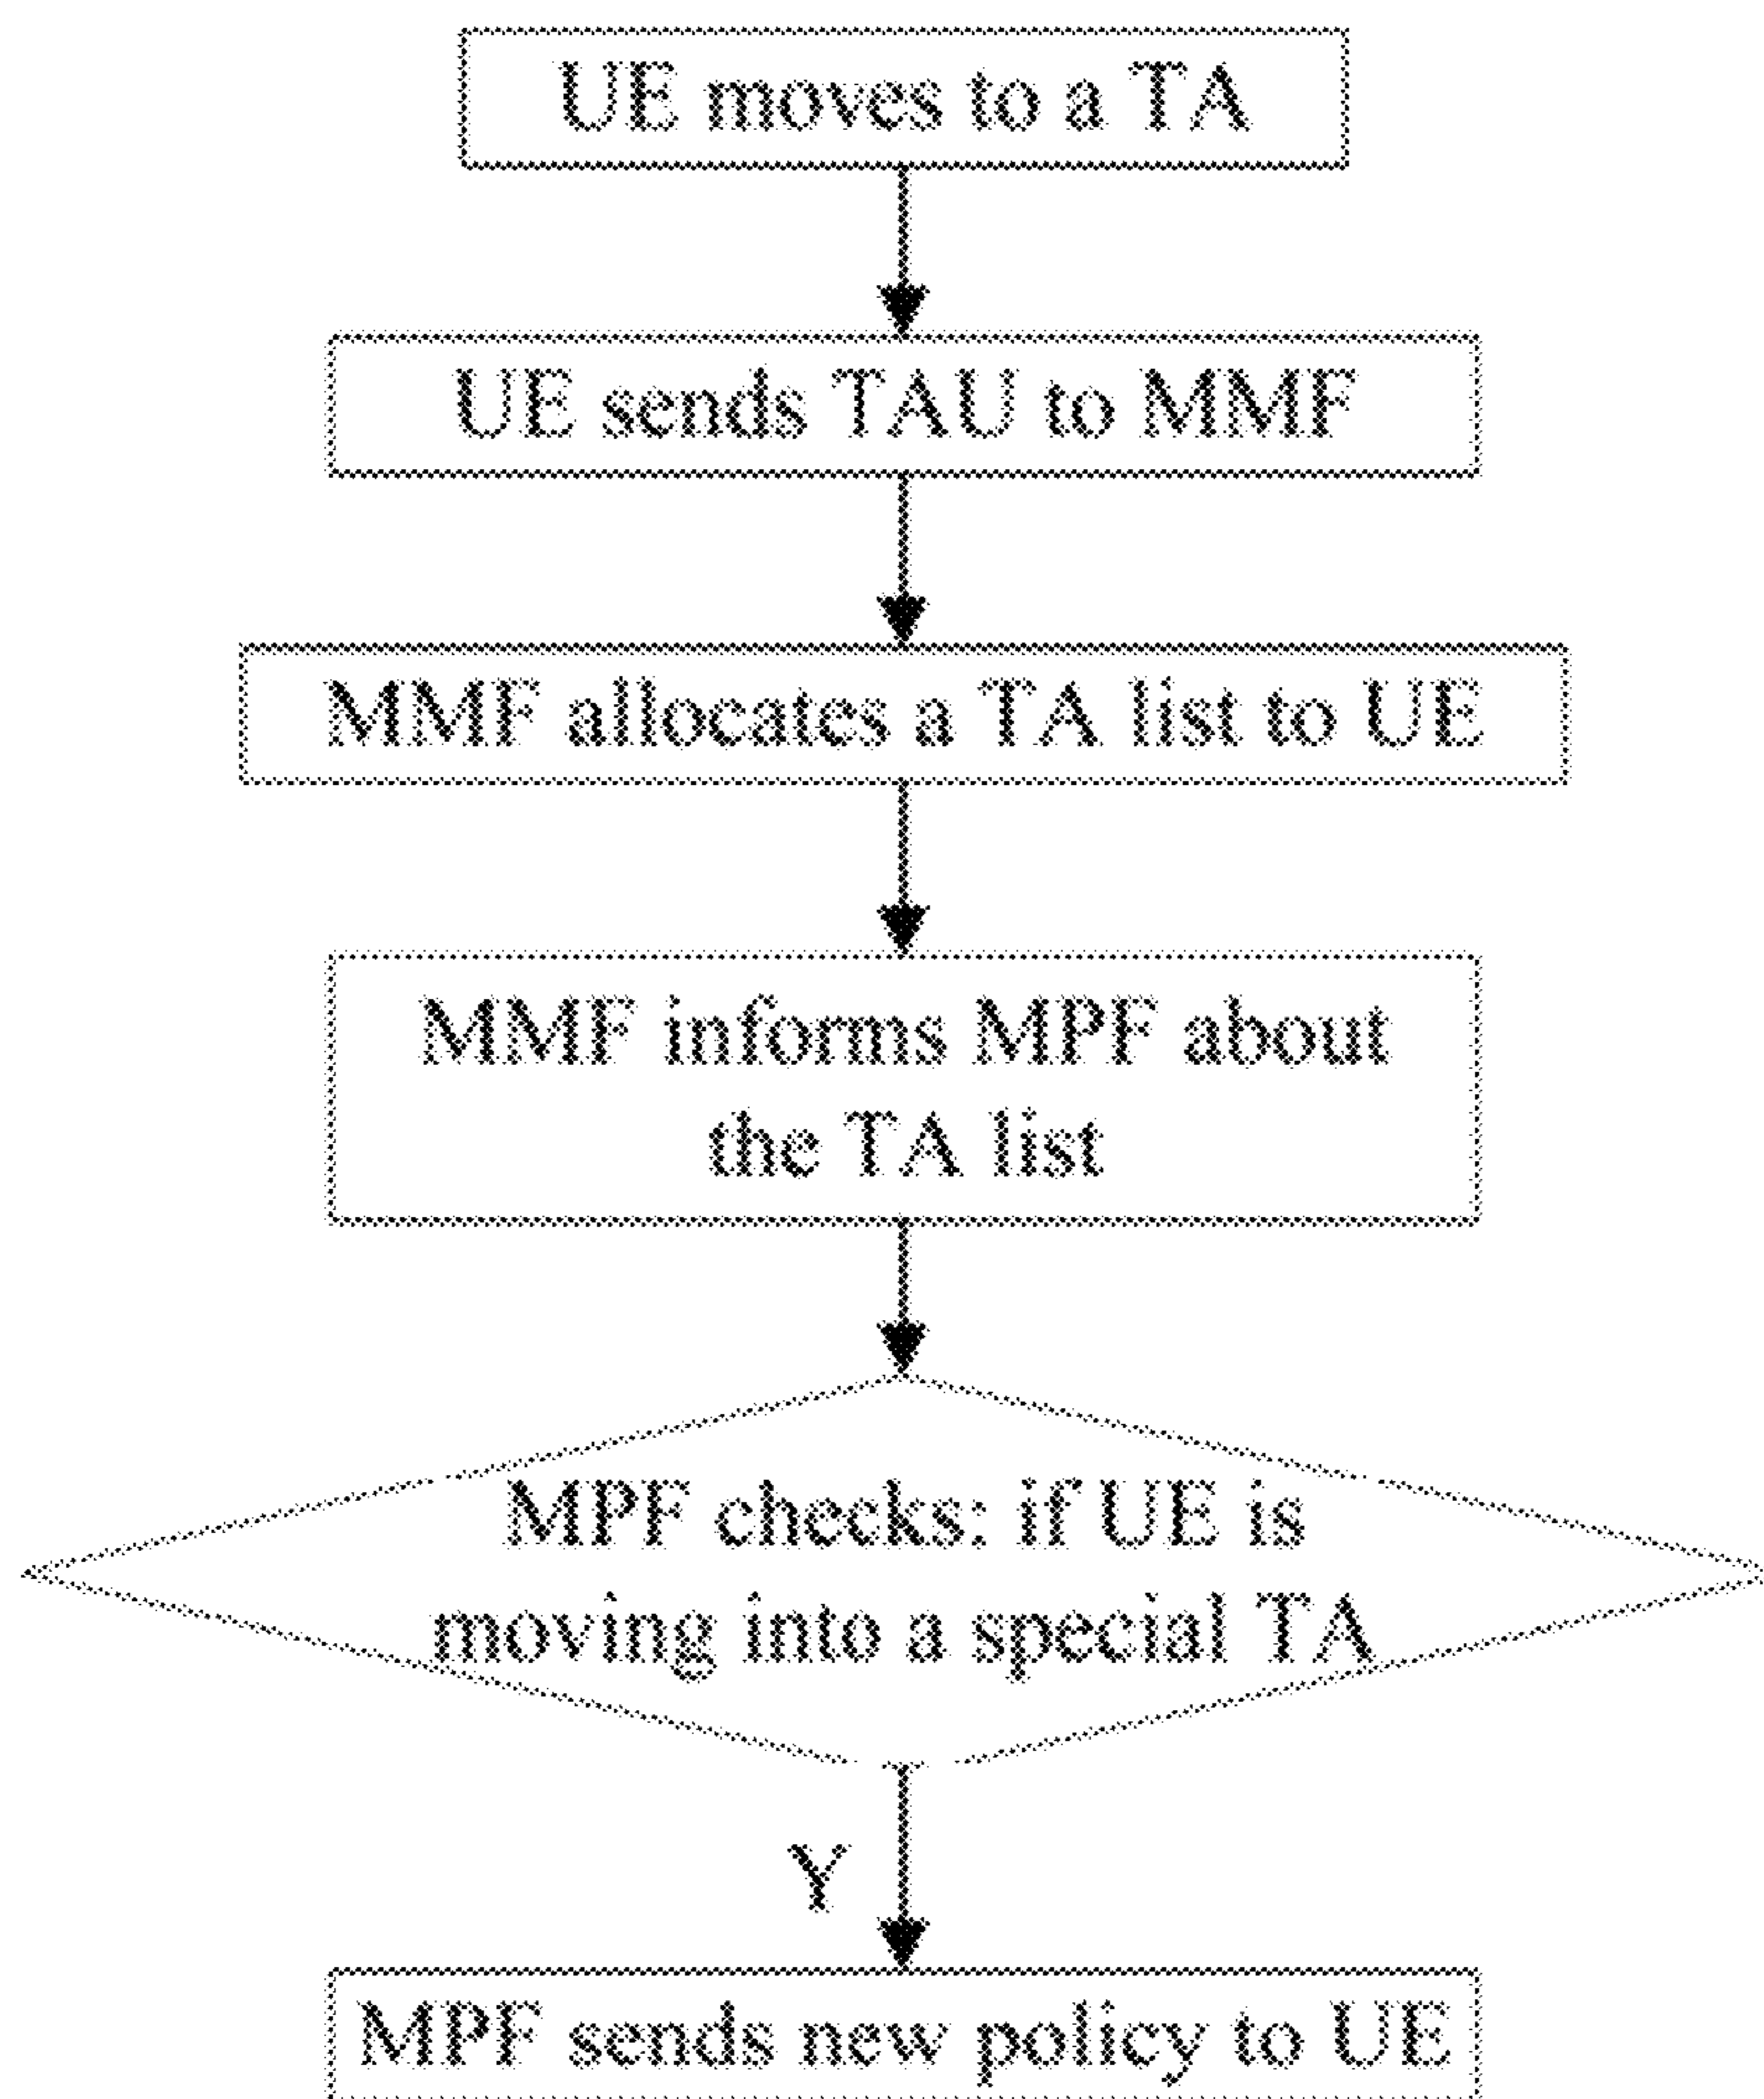 UE moves to a TA
UE sends TAU to MMF
MMF allocates a TA list to UE
MMF informs MPF about
the TA list
MPF checks: if UE is
moving into a special TA
Y
MPF sends new policy to UE